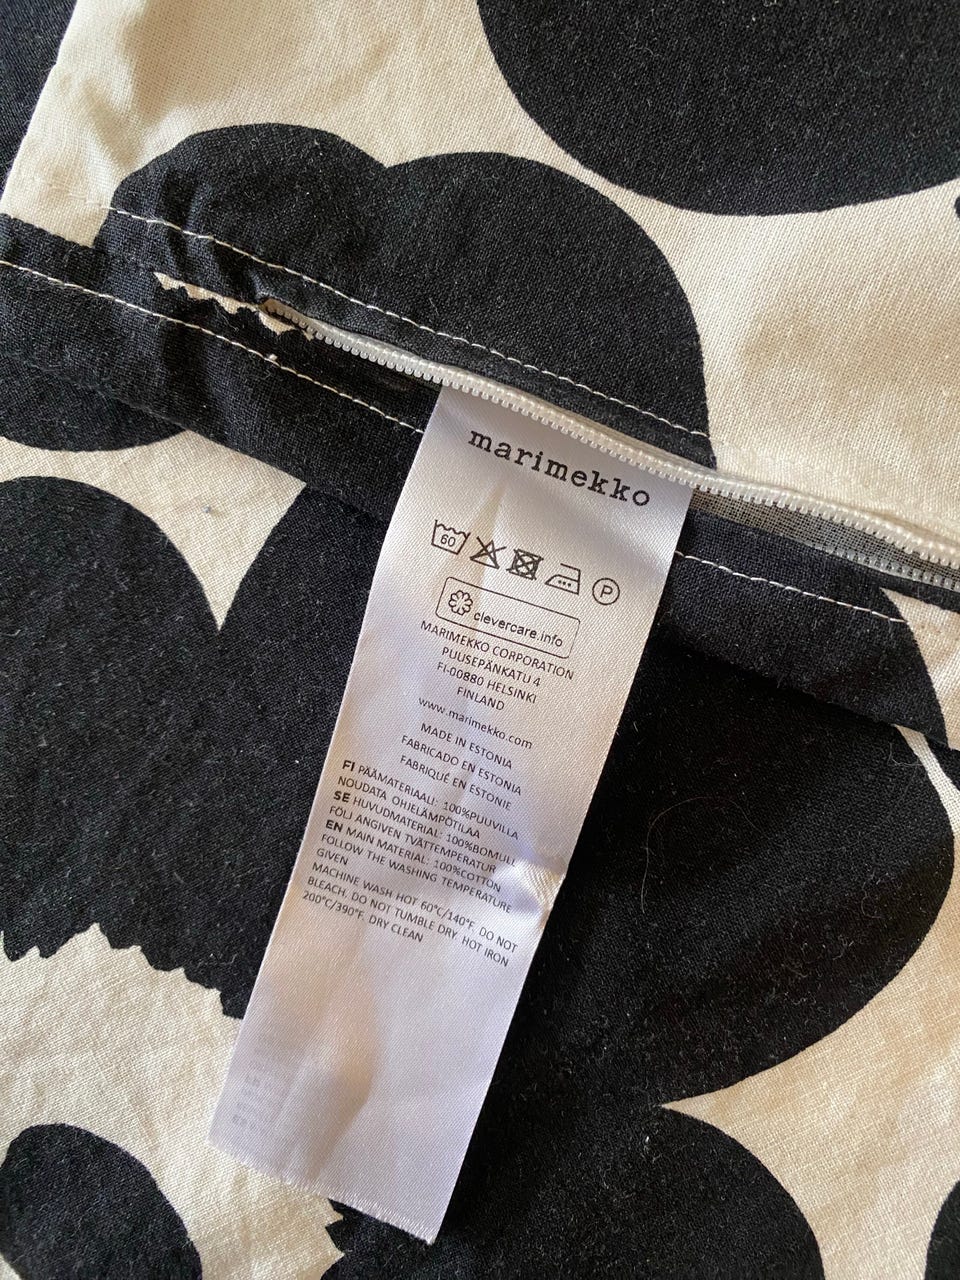 marimekko
60 P
clevercare.info
MARIMEKKO CORPORATION
PUUSEPÄNKATU 4
FI-00880 HELSINKI
FINLAND
www.marimekko.com
MADE IN ESTONIA
FABRICADO EN ESTONIA
FABRIQUÉ EN ESTONIE
FI PÄÄMATERIAALI: 100%PUUVILLA
NOUDATA OHJELÄMPÖTILAA
SE HUVUDMATERIAL: 100%BOMULL
FÖLJ ANGIVEN TVÄTTEMPERATUR
EN MAIN MATERIAL: 100%COTTON
FOLLOW THE WASHING TEMPERATURE
GIVEN
MACHINE WASH HOT 60°C/140°F. DO NOT
BLEACH. DO NOT TUMBLE DRY. HOT IRON
200°C/390°F. DRY CLEAN